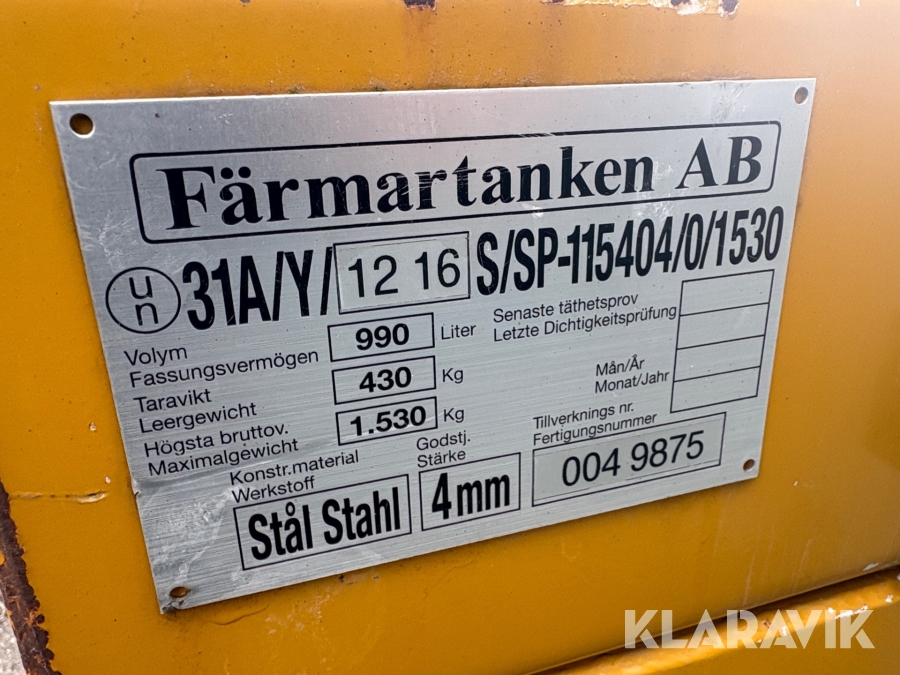 Färmartanken AB
un 31A/Y/ 12 16 S/SP-115404/0/1530
Volym
Fassungsvermögen
990 Liter
Taravikt
Leergewicht
430 Kg
Högsta bruttov.
Maximalgewicht
1.530 Kg
Senaste täthetsprov
Letzte Dichtigkeitsprüfung
Mån/År
Monat/Jahr
Konstr.material
Werkstoff
Stål Stahl
Godstj.
Stärke
4mm
Tillverknings nr.
Fertigungsnummer
004 9875
KLARAVIK